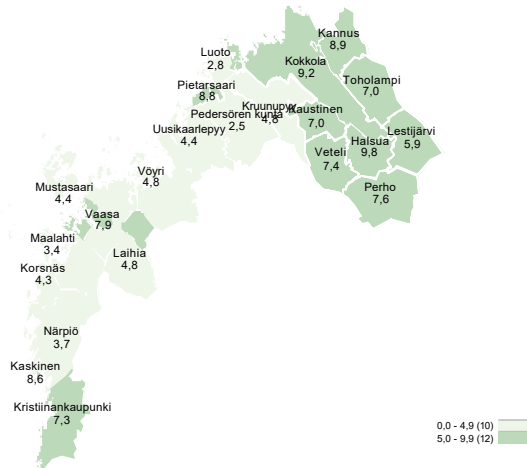 Kannus
8,9
Luoto
2,8
Kokkola
9,2
Toholampi
7,0
Pietarsaari
8,8
Kruunupyy
4,8
Kaustinen
7,0
Pedersören kunta
2,5
Uusikaarlepyy
4,4
Lestijärvi
5,9
Halsua
9,8
Veteli
7,4
Vöyri
4,8
Perho
7,6
Mustasaari
4,4
Vaasa
7,9
Maalahti
3,4
Laihia
4,8
Korsnäs
4,3
Närpiö
3,7
Kaskinen
8,6
Kristiinankaupunki
7,3
0,0 - 4,9 (10)
5,0 - 9,9 (12)